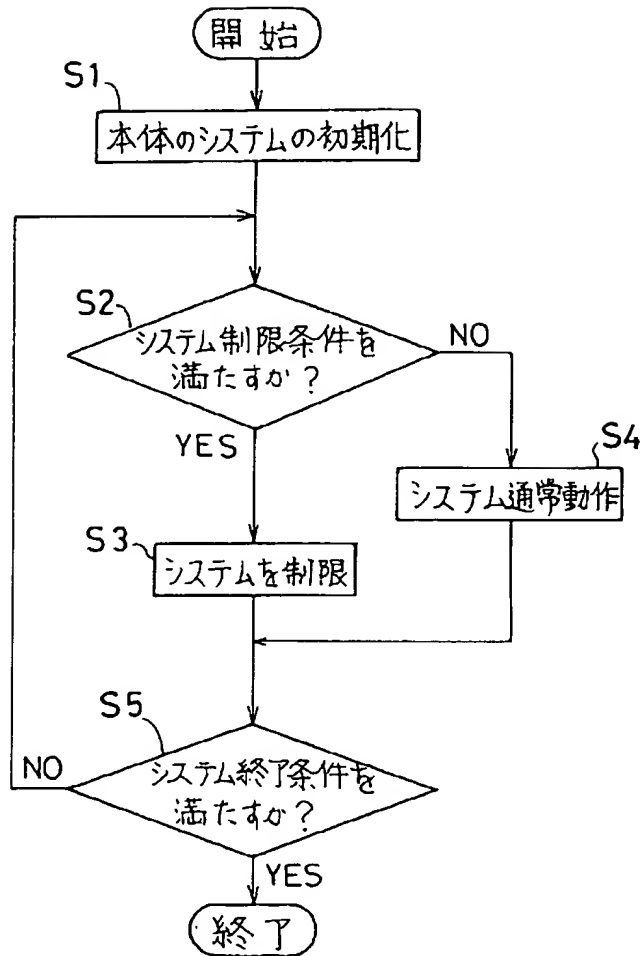 開始
S1
本体のシステムの初期化
S2
システム制限条件を
満たすか?
NO
YES
S4
システム通常動作
S3
システムを制限
S5
システム終了条件を
満たすか?
NO
YES
終了